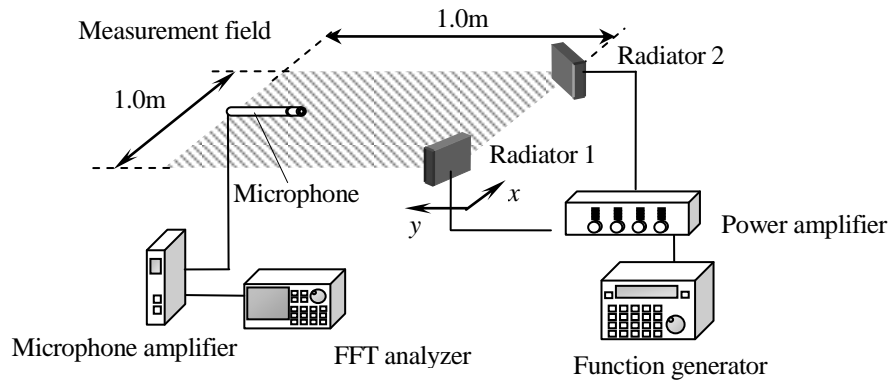 1.0m
Measurement field
Radiator 2
1.0m
Radiator 1
Microphone
x
y
Power amplifier
Microphone amplifier
FFT analyzer
Function generator